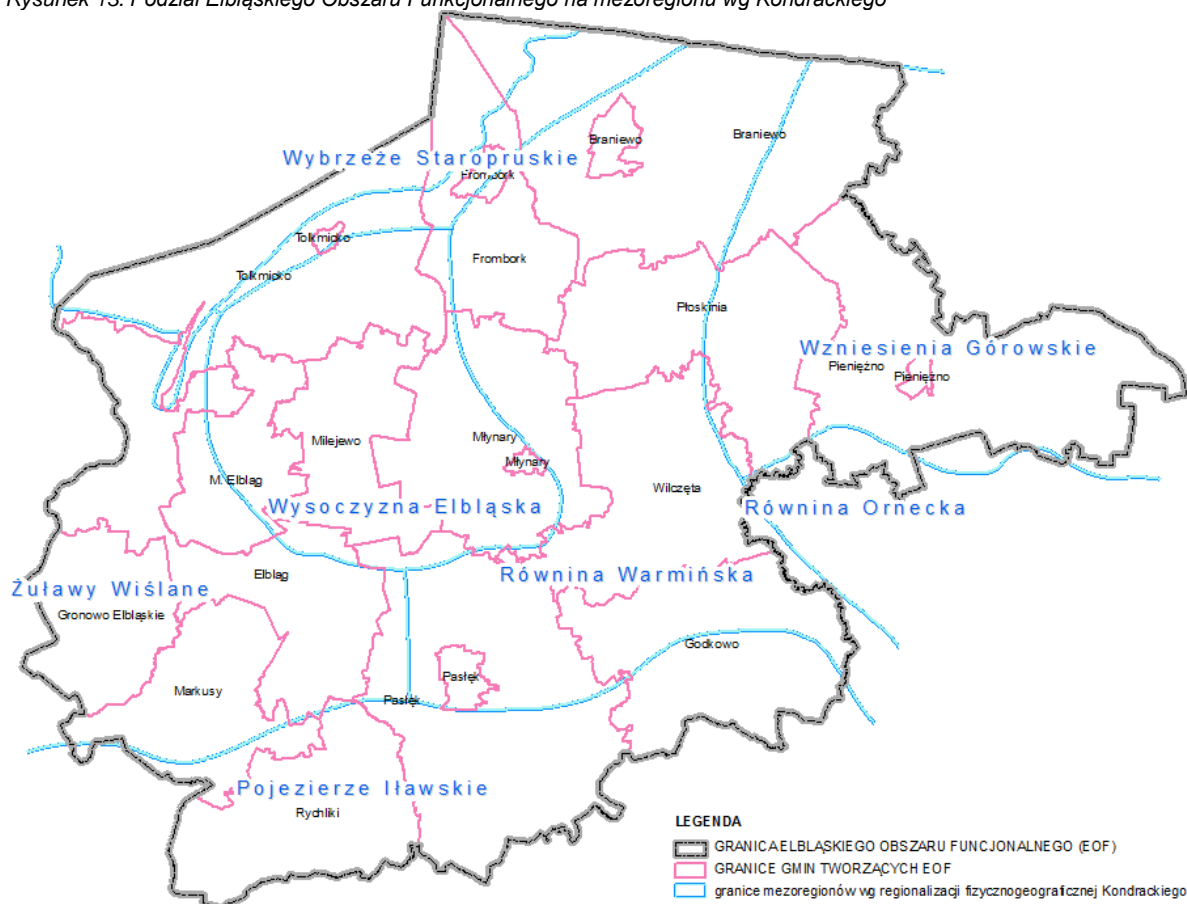 Rysunek 13. Podział Elbląskiego Obszaru Funkcjonalnego na mezoregionu wg Kondrackiego
Braniewo
Braniewo
Wybrzeże Staropruskie
Frombork
Tolkmicko
Tolkmicko
Frombork
Płoskinia
Wzniesienia Górowskie
Pieniężno
Pieniężno
Milejewo
Młynary
Młynary
M. Elbląg
Wilczęta
Wysoczyzna Elbląska
Równina Ornecka
Elbląg
Równina Warmińska
Żuławy Wiślane
Gronowo Elbląskie
Godkowo
Markusy
Pasłęk
Pasłęk
Pojezierze Iławskie
Rychliki
LEGENDA
GRANICA ELBLĄSKIEGO OBSZARU FUNCJONALNEGO (EOF)
GRANICE GMIN TWORZĄCYCH EOF
granice mezoregionów wg regionalizacji fizycznogeograficznej Kondrackiego